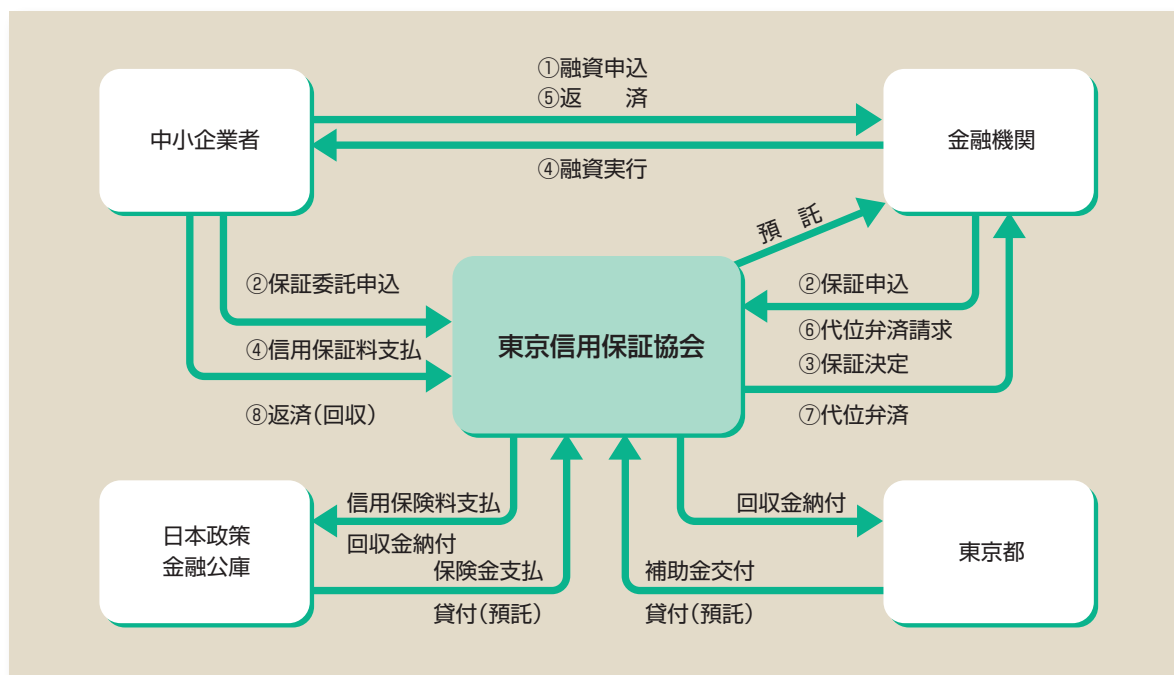 ①融資申込
⑤返　　済
中小企業者
金融機関
④融資実行
預　託
②保証委託申込
②保証申込
⑥代位弁済請求
東京信用保証協会
④信用保証料支払
③保証決定
⑧返済(回収)
⑦代位弁済
信用保険料支払
回収金納付
回収金納付
日本政策
金融公庫
東京都
保険金支払
補助金交付
貸付(預託)
貸付(預託)